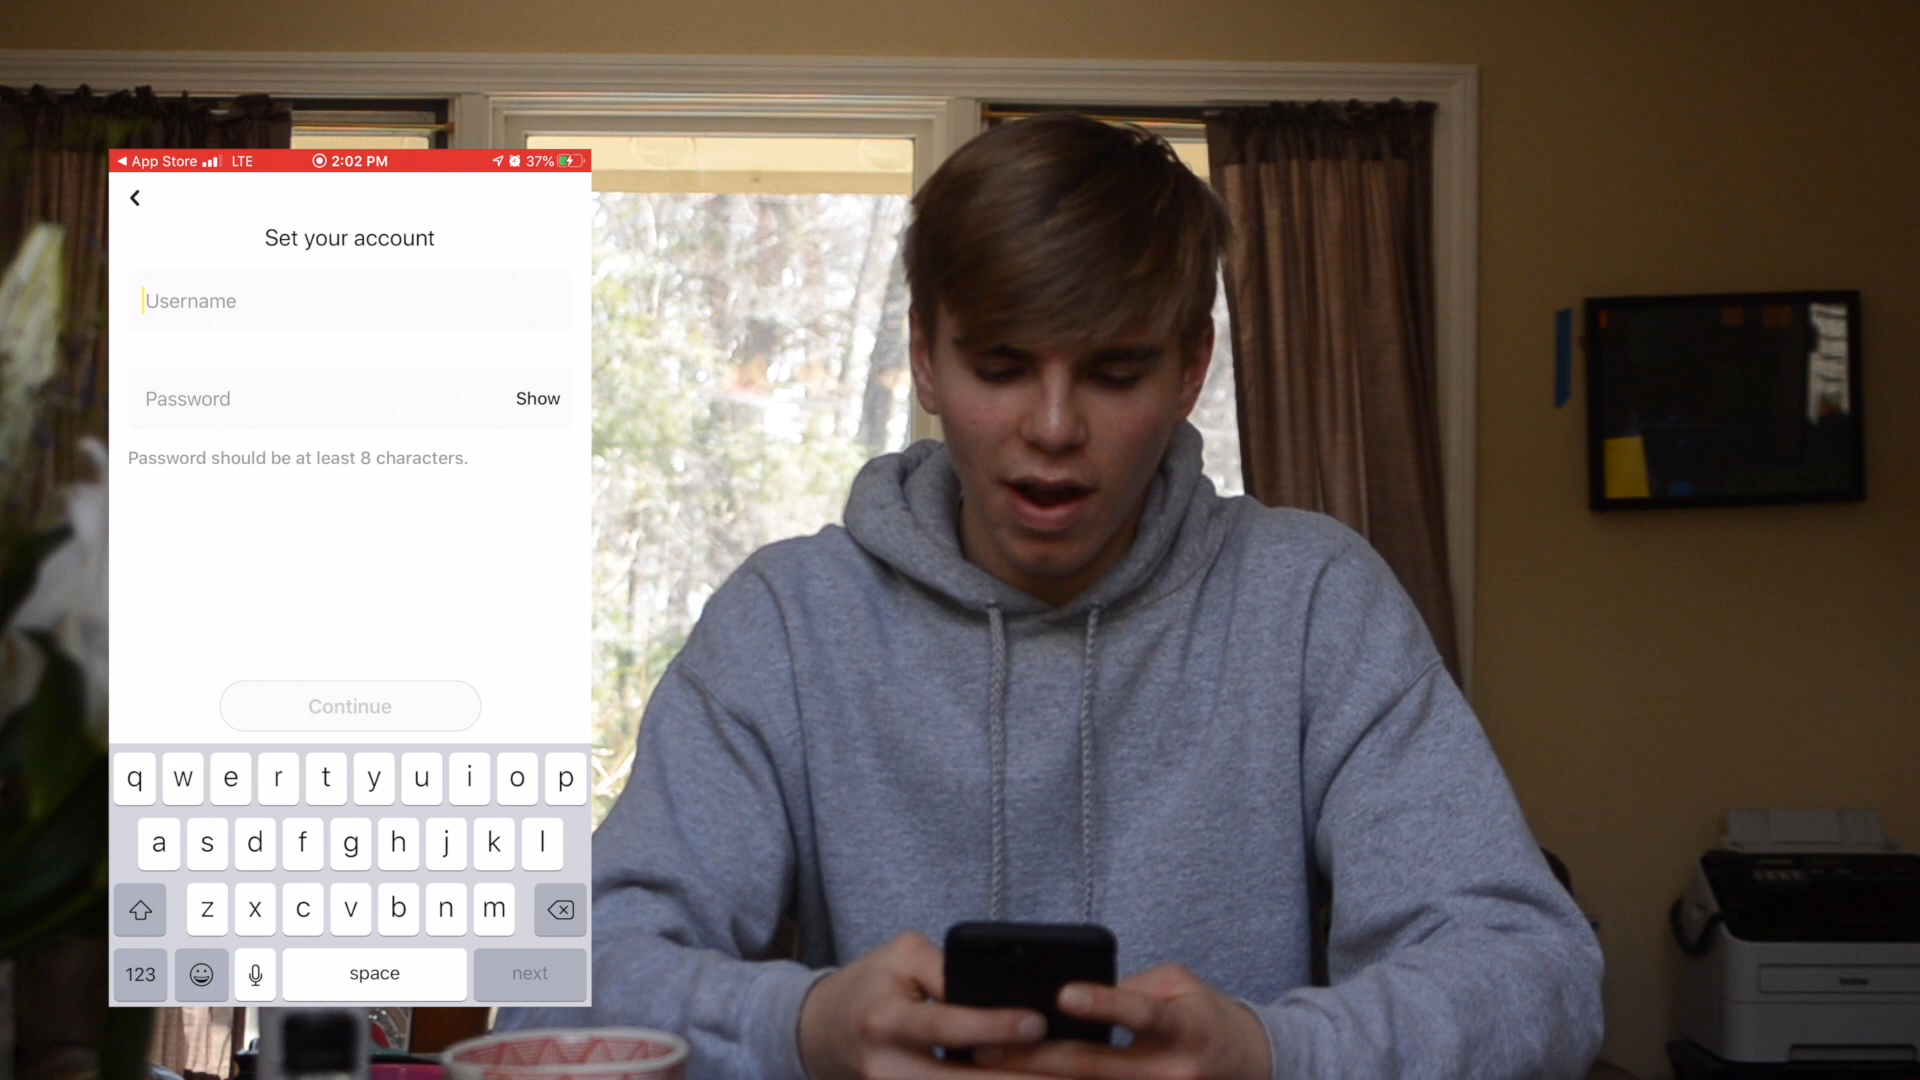 App Store LTE 2:02 PM 37%
Set your account
Username
Password Show
Password should be at least 8 characters.
Continue
q w e r t y u i o p
a s d f g h j k l
z x c v b n m
123 space next
brother